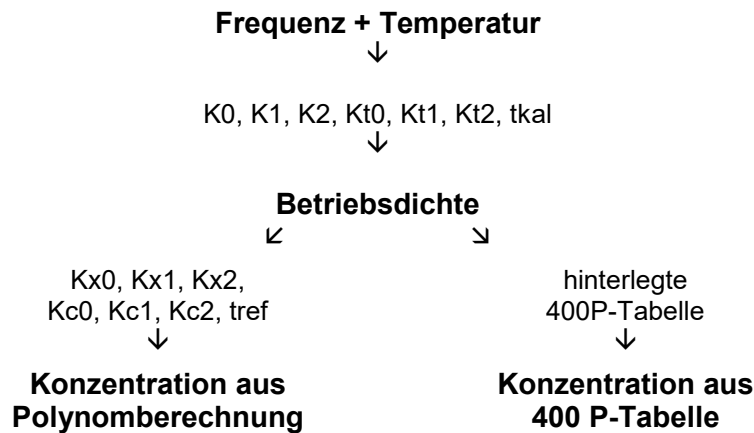 Frequenz + Temperatur
K0, K1, K2, Kt0, Kt1, Kt2, tkal
Betriebsdichte
Kx0, Kx1, Kx2,
Kc0, Kc1, Kc2, tref
Konzentration aus
Polynomberechnung
hinterlegte
400P-Tabelle
Konzentration aus
400 P-Tabelle